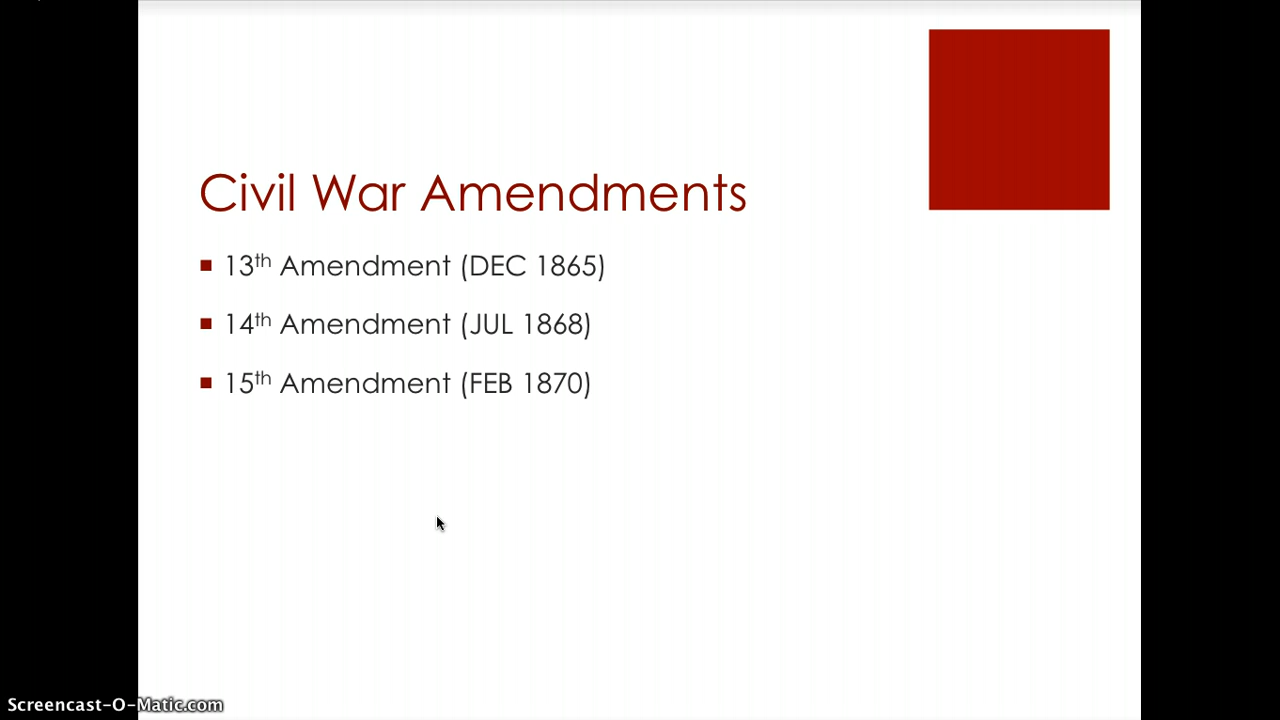 Civil War Amendments
13th Amendment (DEC 1865)
14th Amendment (JUL 1868)
15th Amendment (FEB 1870)
Screencast-O-Matic.com